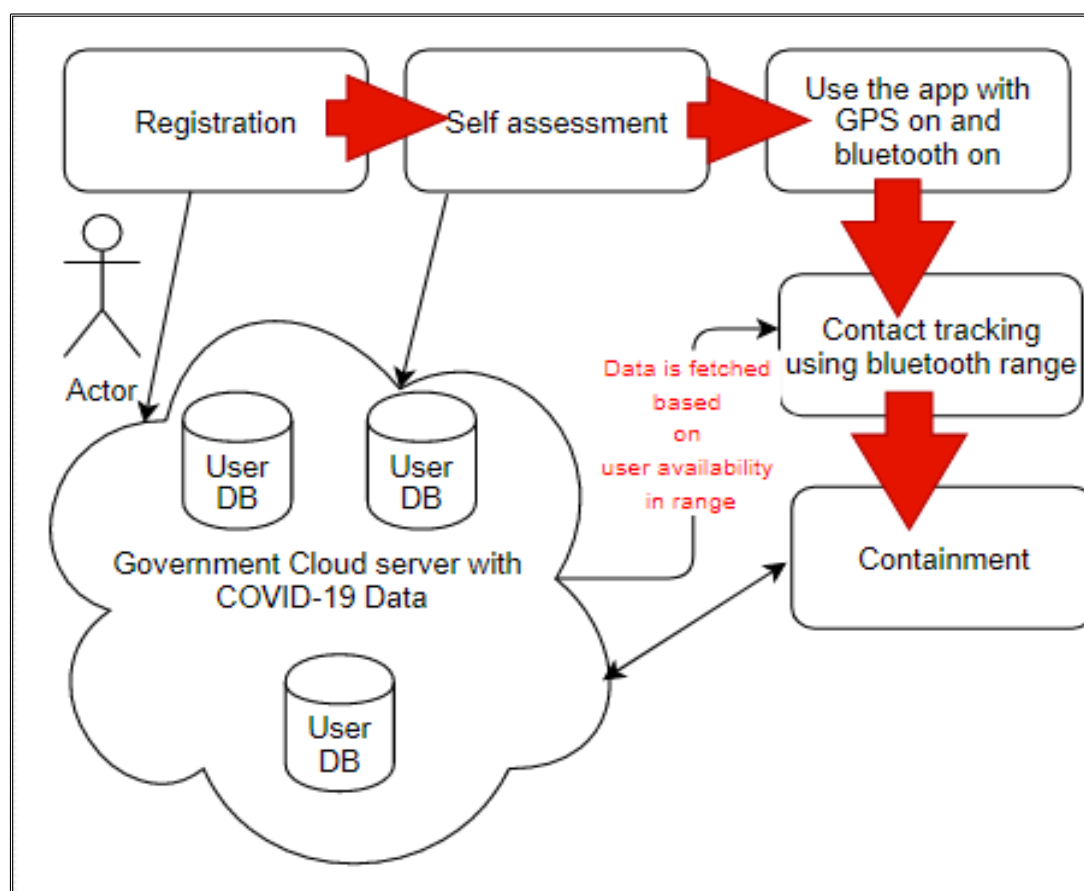 Registration
Self assessment
Use the app with
GPS on and
bluetooth on
Actor
Contact tracking
using bluetooth range
Data is fetched
based
on
user availability
in range
User
DB
User
DB
Government Cloud server with
COVID-19 Data
Containment
User
DB